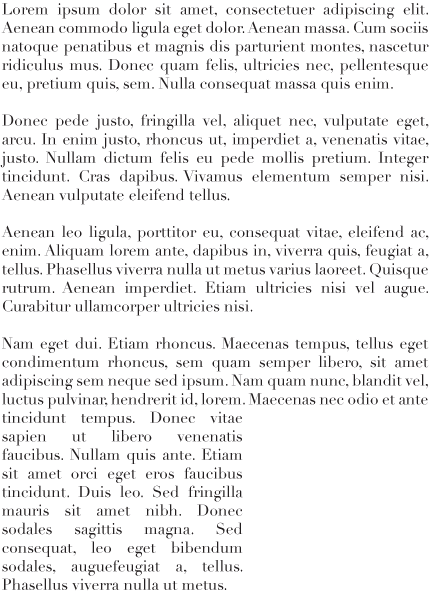 Lorem ipsum dolor sit amet, consectetuer adipiscing elit.
Aenean commodo ligula eget dolor. Aenean massa. Cum sociis
natoque penatibus et magnis dis parturient montes, nascetur
ridiculus mus. Donec quam felis, ultricies nec, pellentesque
eu, pretium quis, sem. Nulla consequat massa quis enim.

Donec pede justo, fringilla vel, aliquet nec, vulputate eget,
arcu. In enim justo, rhoncus ut, imperdiet a, venenatis vitae,
justo. Nullam dictum felis eu pede mollis pretium. Integer
tincidunt. Cras dapibus. Vivamus elementum semper nisi.
Aenean vulputate eleifend tellus.

Aenean leo ligula, porttitor eu, consequat vitae, eleifend ac,
enim. Aliquam lorem ante, dapibus in, viverra quis, feugiat a,
tellus. Phasellus viverra nulla ut metus varius laoreet. Quisque
rutrum. Aenean imperdiet. Etiam ultricies nisi vel augue.
Curabitur ullamcorper ultricies nisi.

Nam eget dui. Etiam rhoncus. Maecenas tempus, tellus eget
condimentum rhoncus, sem quam semper libero, sit amet
adipiscing sem neque sed ipsum. Nam quam nunc, blandit vel,
luctus pulvinar, hendrerit id, lorem. Maecenas nec odio et ante
tincidunt tempus. Donec vitae
sapien ut libero venenatis
faucibus. Nullam quis ante. Etiam
sit amet orci eget eros faucibus
tincidunt. Duis leo. Sed fringilla
mauris sit amet nibh. Donec
sodales sagittis magna. Sed
consequat, leo eget bibendum
sodales, auguefeugiat a, tellus.
Phasellus viverra nulla ut metus.